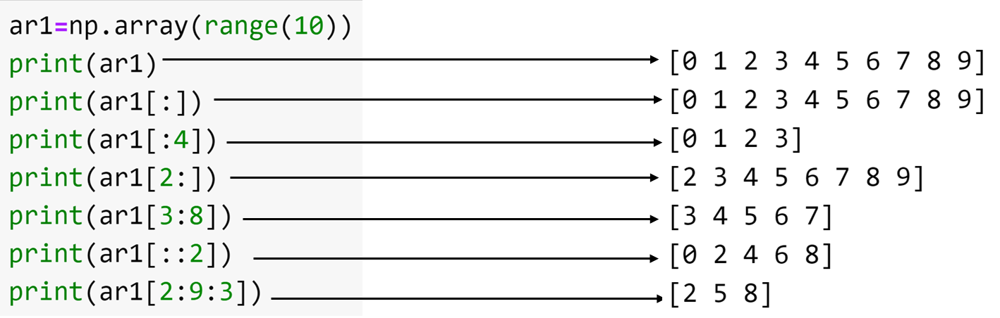 ar1=np.array(range(10))
print(ar1) [0 1 2 3 4 5 6 7 8 9]
print(ar1[:]) [0 1 2 3 4 5 6 7 8 9]
print(ar1[:4]) [0 1 2 3]
print(ar1[2:]) [2 3 4 5 6 7 8 9]
print(ar1[3:8]) [3 4 5 6 7]
print(ar1[::2]) [0 2 4 6 8]
print(ar1[2:9:3]) [2 5 8]